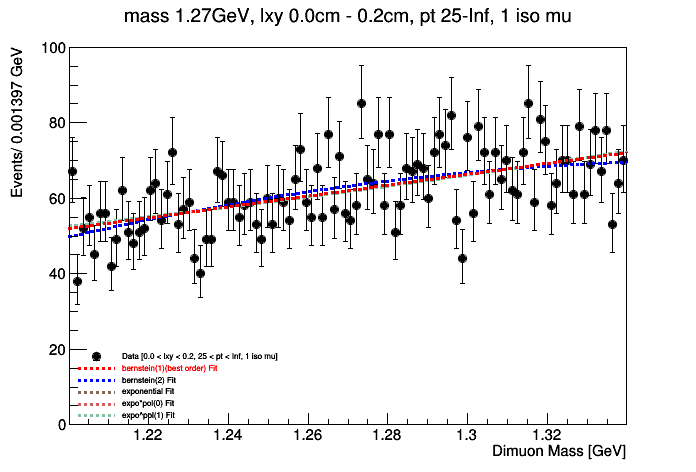 mass 1.27GeV, lxy 0.0cm - 0.2cm, pt 25-Inf, 1 iso mu
Events/ 0.001397 GeV
100
80
60
40
20
0
Data [0.0 < lxy < 0.2, 25 < pt < Inf, 1 iso mu]
bernstein(1)(best order) Fit
bernstein(2) Fit
exponential Fit
expo*pol(0) Fit
expo^ppl(1) Fit
1.22 1.24 1.26 1.28 1.3 1.32
Dimuon Mass [GeV]